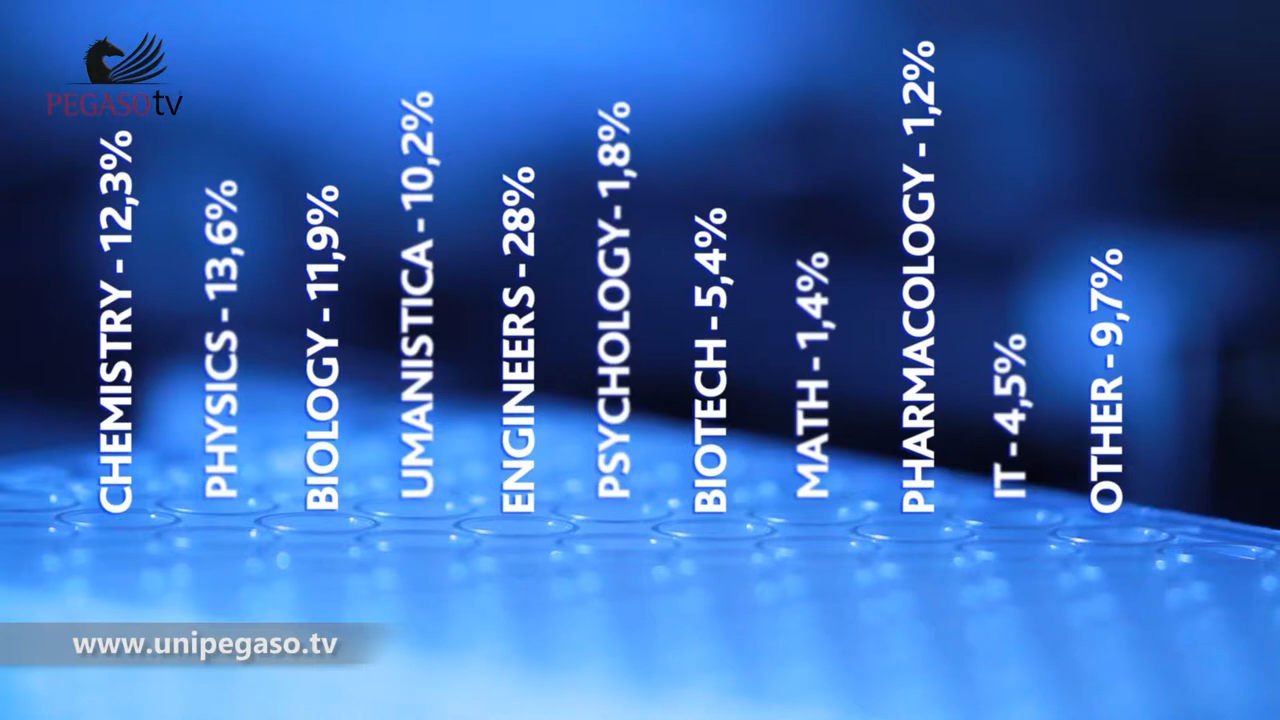 PEGASOtv
CHEMISTRY - 12,3%
PHYSICS - 13,6%
BIOLOGY - 11,9%
UMANISTICA - 10,2%
ENGINEERS - 28%
PSYCHOLOGY- 1,8%
BIOTECH - 5,4%
MATH - 1,4%
PHARMACOLOGY - 1,2%
IT - 4,5%
OTHER - 9,7%
www.unipegaso.tv